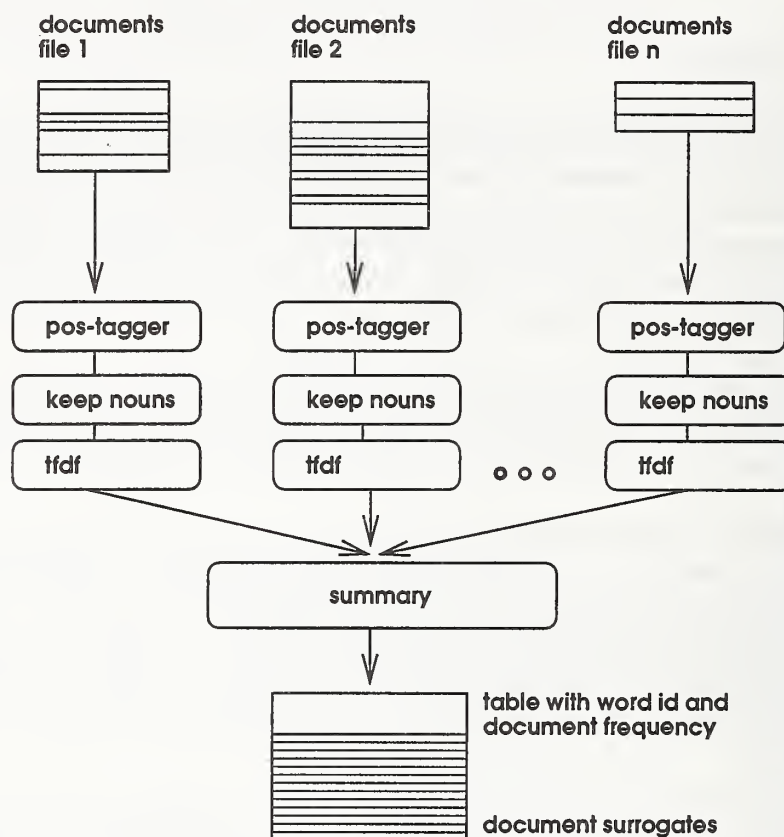 documents
file 1
documents
file 2
documents
file n
pos-tagger
pos-tagger
pos-tagger
keep nouns
keep nouns
keep nouns
tfdf
tfdf
tfdf
summary
table with word id and
document frequency
document surrogates